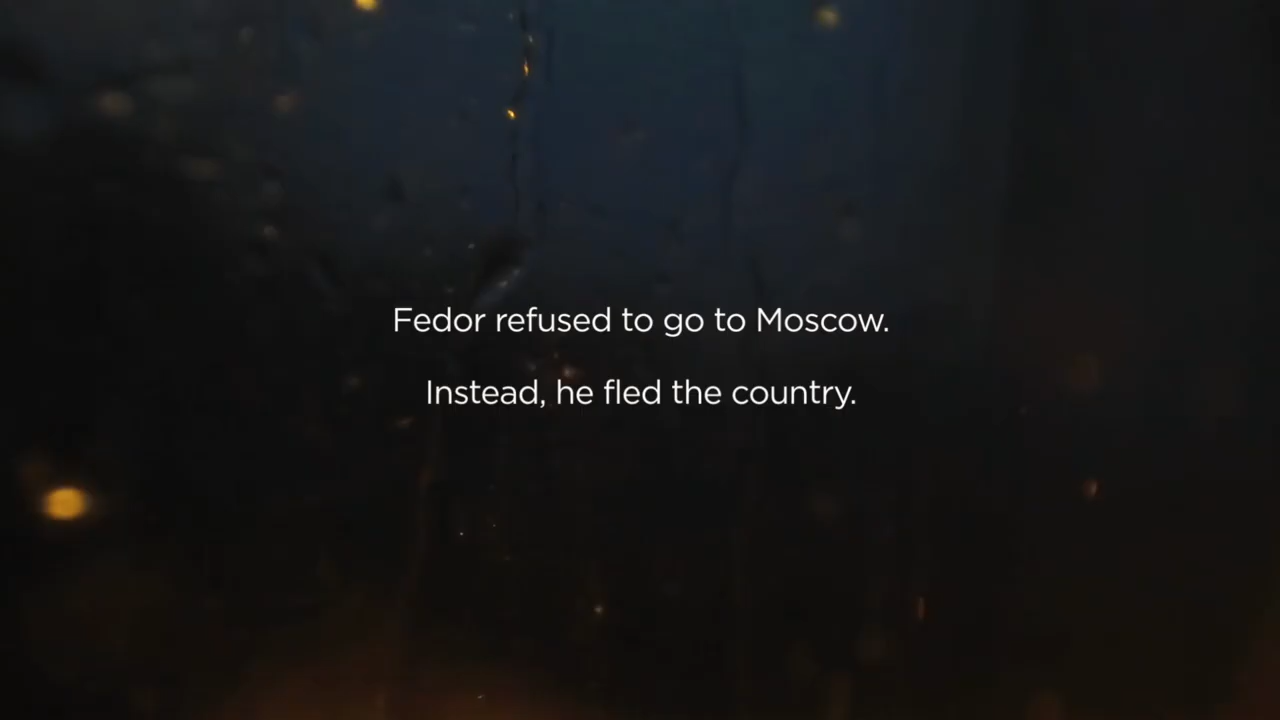 Fedor refused to go to Moscow.
Instead, he fled the country.